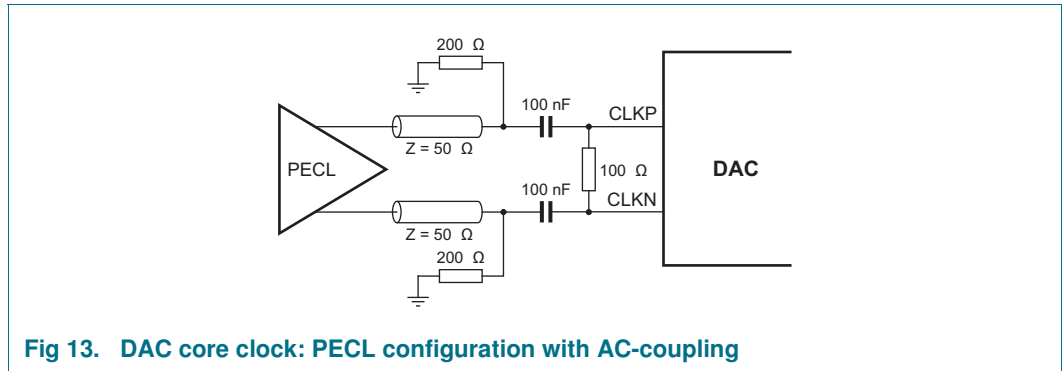 200 Ω
100 nF
CLKP
Z = 50 Ω
PECL
100 Ω
DAC
100 nF
CLKN
Z = 50 Ω
200 Ω
Fig 13. DAC core clock: PECL configuration with AC-coupling